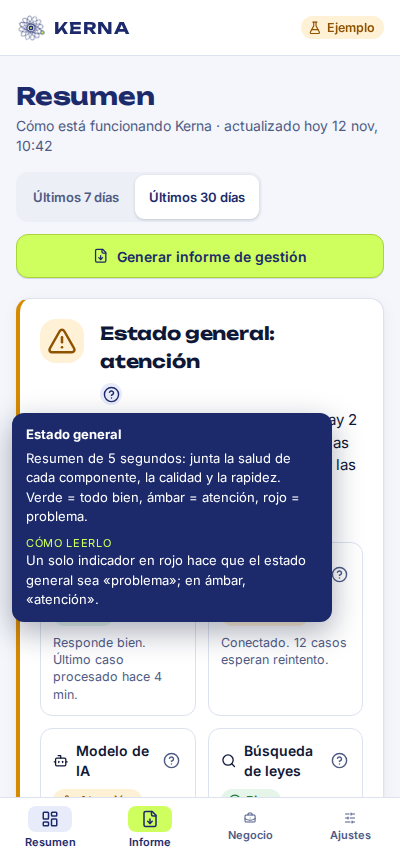 KERNA
Ejemplo
Resumen
Cómo está funcionando Kerna · actualizado hoy 12 nov,
10:42
Últimos 7 días
Últimos 30 días
Generar informe de gestión
Estado general:
atención
ay 2
as
las
Estado general
Resumen de 5 segundos: junta la salud de
cada componente, la calidad y la rapidez.
Verde = todo bien, ámbar = atención, rojo =
problema.
CÓMO LEERLO
Un solo indicador en rojo hace que el estado
general sea «problema»; en ámbar,
«atención».
Responde bien.
Último caso
procesado hace 4
min.
Conectado. 12 casos
esperan reintento.
Modelo de
IA
Búsqueda
de leyes
Resumen
Informe
Negocio
Ajustes